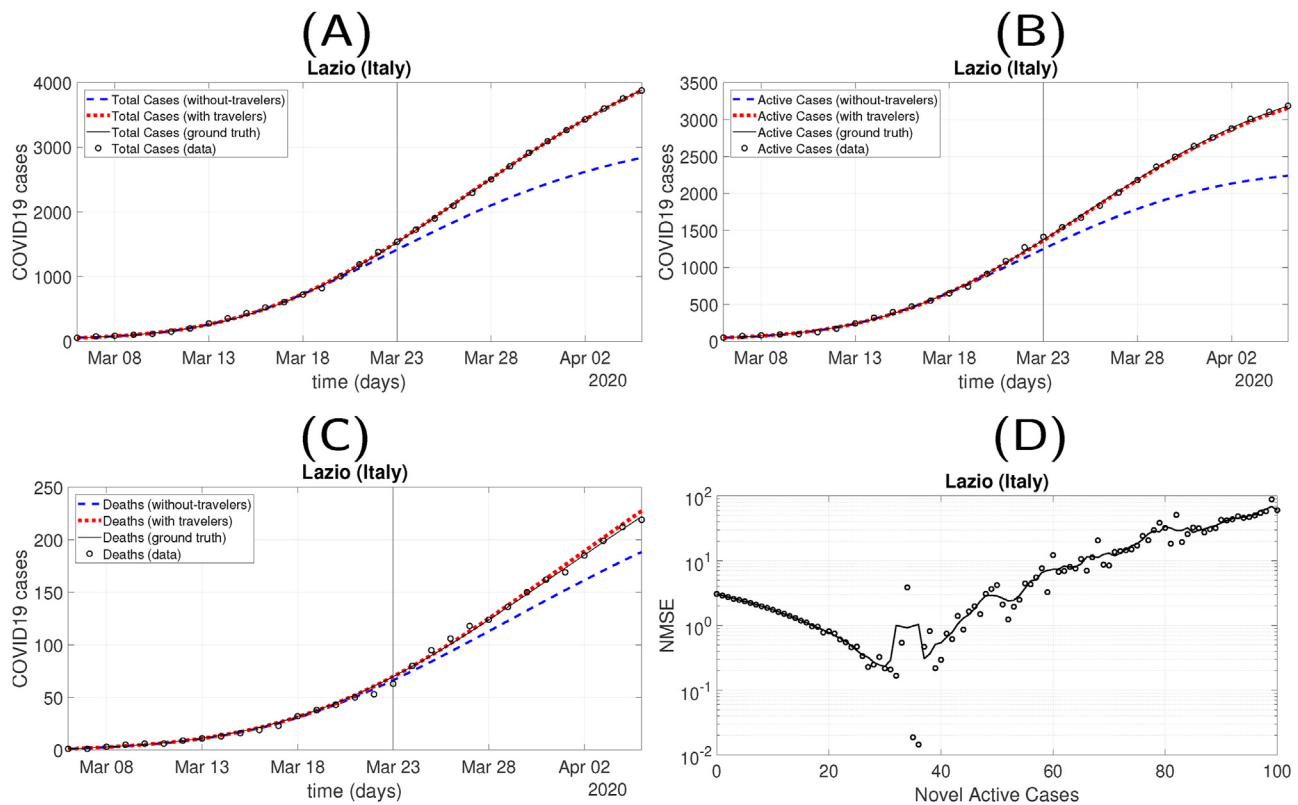 (A)
Lazio (Italy)
4000
3000
2000
1000
0
COVID19 cases
Total Cases (without-travelers)
Total Cases (with travelers)
Total Cases (ground truth)
Total Cases (data)
Mar 08 Mar 13 Mar 18 Mar 23 Mar 28 Apr 02
time (days)
2020
(B)
Lazio (Italy)
3500
3000
2500
2000
1500
1000
500
0
COVID19 cases
Active Cases (without-travelers)
Active Cases (with travelers)
Active Cases (ground truth)
Active Cases (data)
Mar 08 Mar 13 Mar 18 Mar 23 Mar 28 Apr 02
time (days)
2020
(C)
Lazio (Italy)
250
200
150
100
50
0
COVID19 cases
Deaths (without-travelers)
Deaths (with travelers)
Deaths (ground truth)
Deaths (data)
Mar 08 Mar 13 Mar 18 Mar 23 Mar 28 Apr 02
time (days)
2020
(D)
Lazio (Italy)
10^2
10^1
10^0
10^-1
10^-2
NMSE
0 20 40 60 80 100
Novel Active Cases